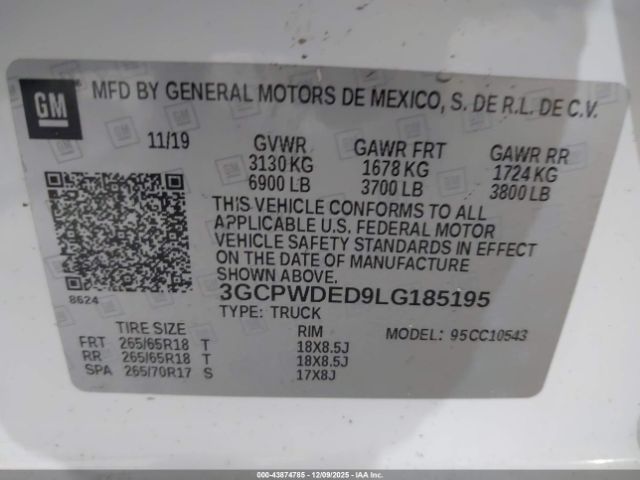 GM
MFD BY GENERAL MOTORS DE MEXICO, S. DE R.L. DE C.V.
11/19
GVWR
3130 KG
6900 LB
GAWR FRT
1678 KG
3700 LB
GAWR RR
1724 KG
3800 LB
THIS VEHICLE CONFORMS TO ALL
APPLICABLE U.S. FEDERAL MOTOR
VEHICLE SAFETY STANDARDS IN EFFECT
ON THE DATE OF MANUFACTURE
SHOWN ABOVE.
8624
3GCPWDED9LG185195
TYPE: TRUCK
MODEL: 95CC10543
TIRE SIZE RIM
FRT 265/65R18 T 18X8.5J
RR 265/65R18 T 18X8.5J
SPA 265/70R17 S 17X8J
000-43874785 - 12/09/2025 - IAAI.COM